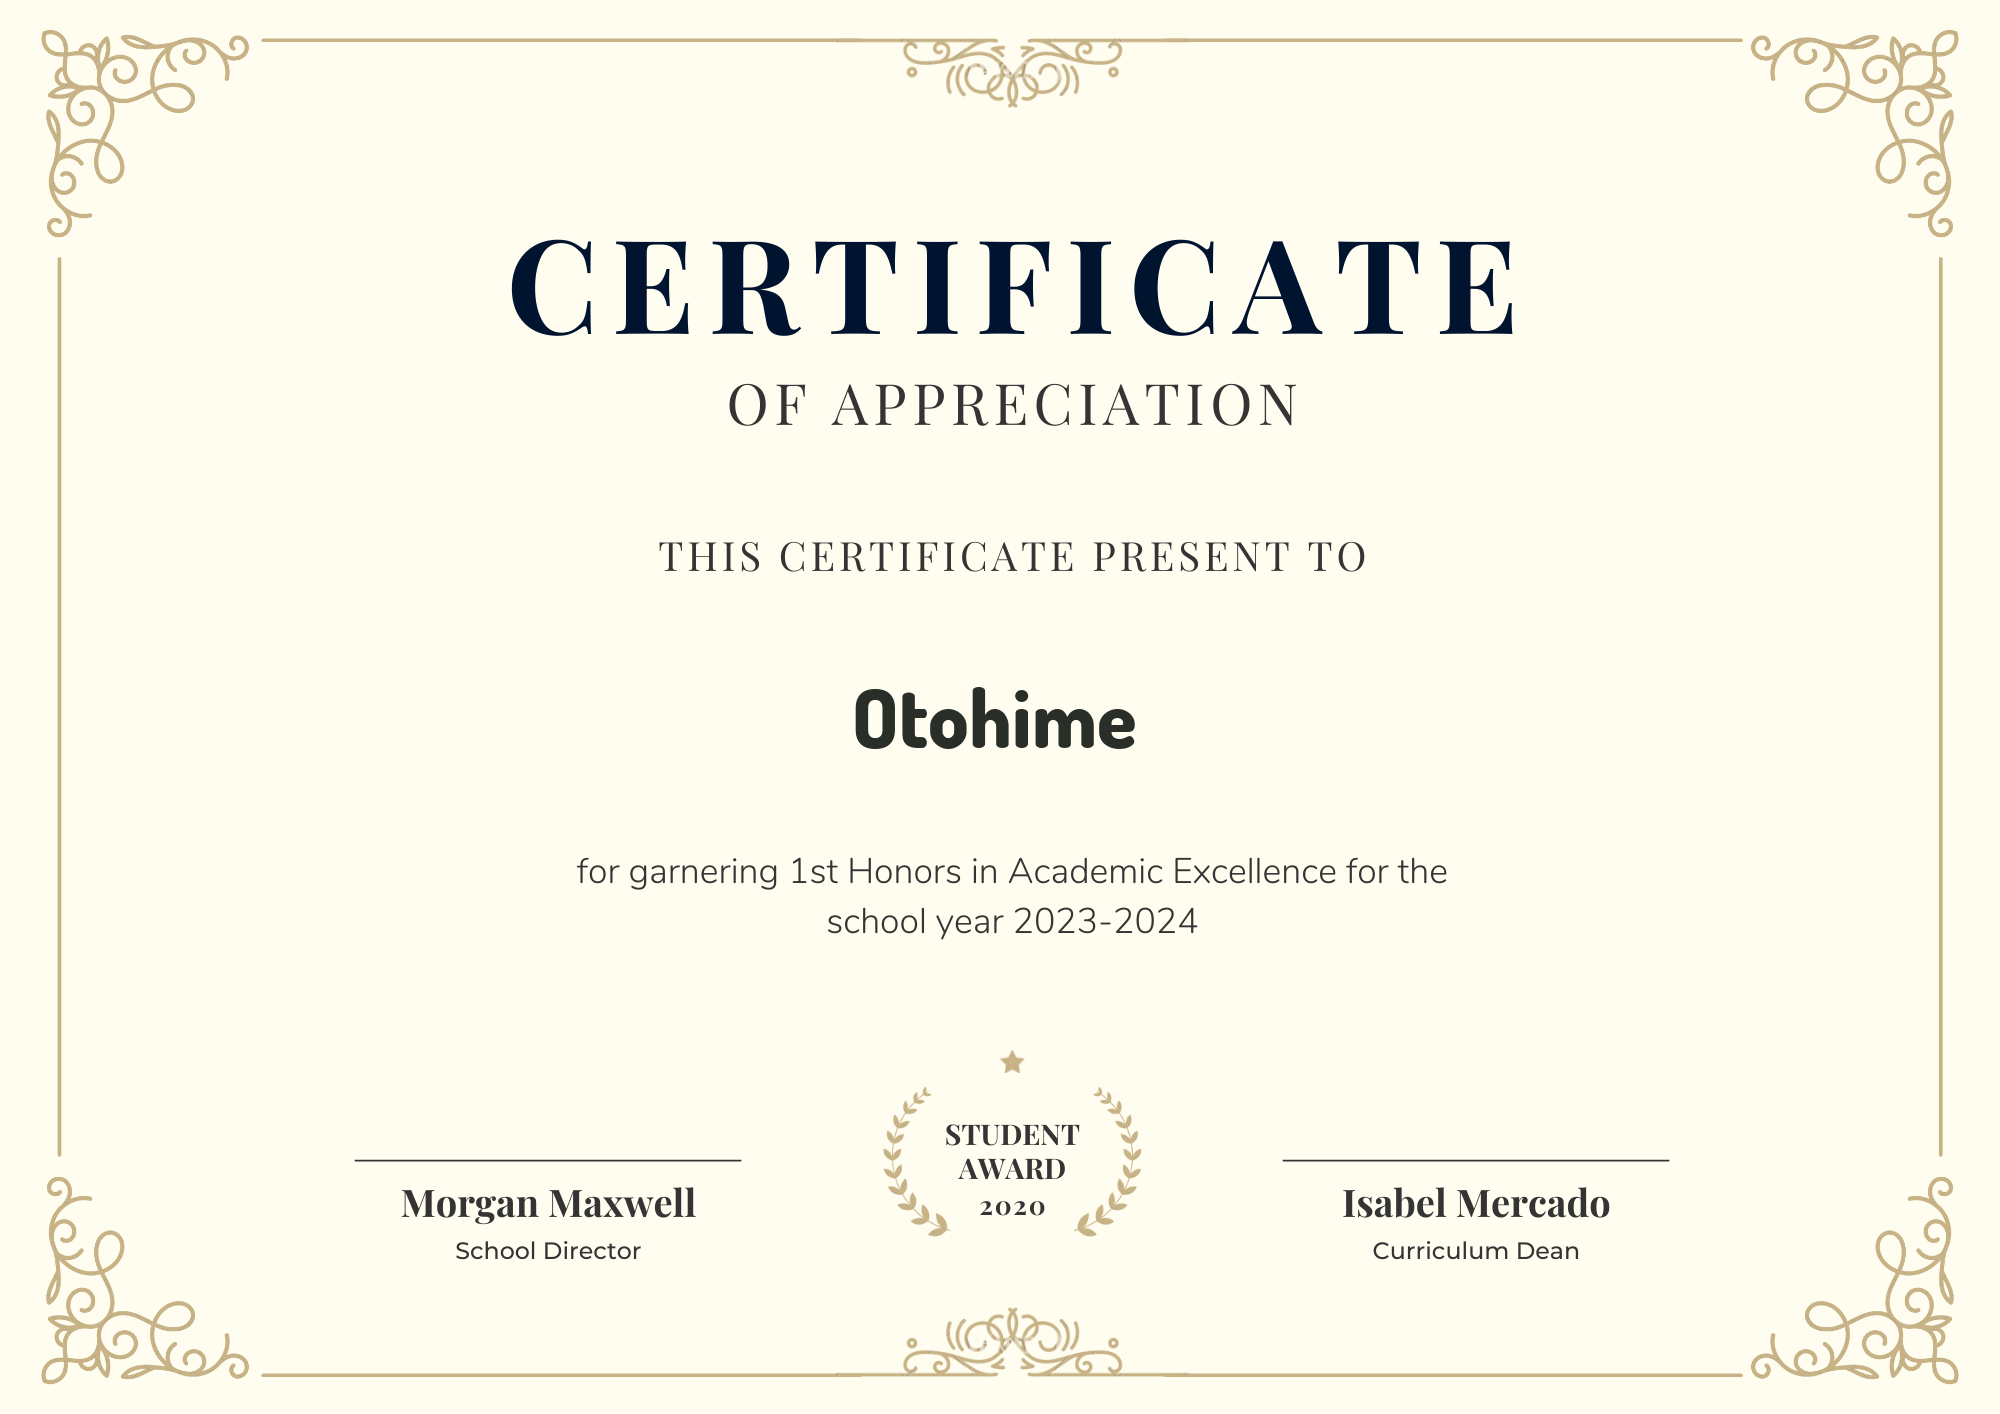 CERTIFICATE
OF APPRECIATION
THIS CERTIFICATE PRESENT TO
Otohime
for garnering 1st Honors in Academic Excellence for the
school year 2023-2024
STUDENT
AWARD
2020
Morgan Maxwell
School Director
Isabel Mercado
Curriculum Dean